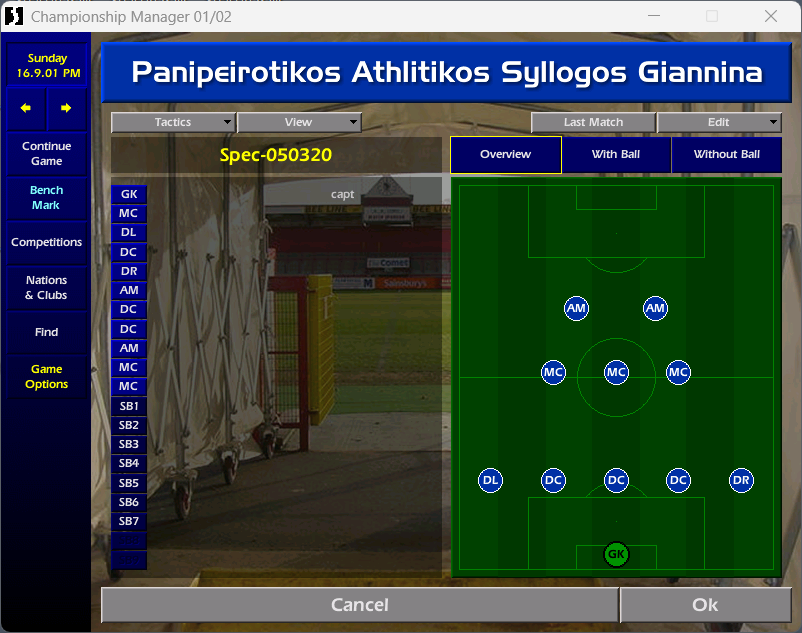 Championship Manager 01/02
Sunday
16.9.01 PM
Continue
Game
Bench
Mark
Competitions
Nations
& Clubs
Find
Game
Options
Panipeirotikos Athlitikos Syllogos Giannina
Tactics
View
Last Match
Edit
Spec-050320
Overview
With Ball
Without Ball
GK
capt
MC
DL
DC
DR
AM
DC
DC
AM
MC
MC
SB1
SB2
SB3
SB4
SB5
SB6
SB7
Comet
Sainsbury's
AM AM
MC MC MC
DL DC DC DC DR
GK
Cancel
Ok